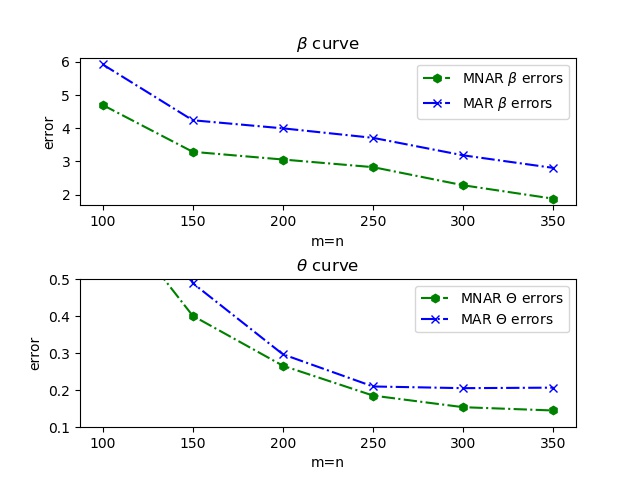 β curve
6
5
4
3
2
error
MNAR β errors
MAR β errors
100 150 200 250 300 350
m=n
θ curve
0.5
0.4
0.3
0.2
0.1
error
MNAR Θ errors
MAR Θ errors
100 150 200 250 300 350
m=n